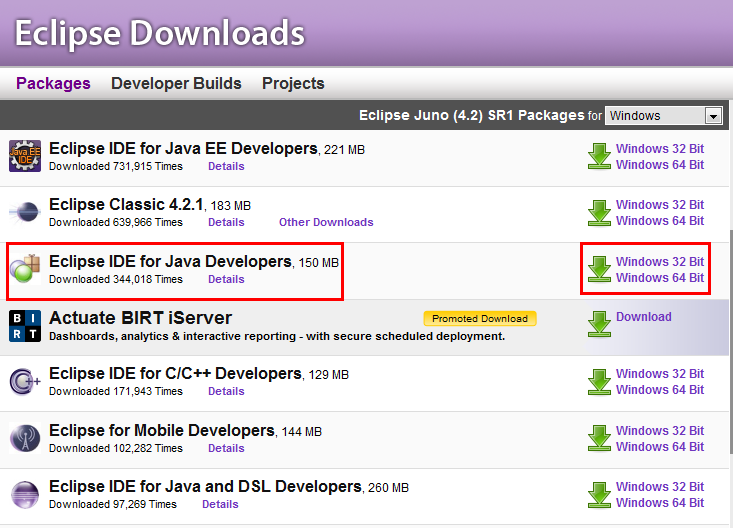 Eclipse Downloads
Packages Developer Builds Projects
Eclipse Juno (4.2) SR1 Packages for Windows
Java EE IDE
Eclipse IDE for Java EE Developers, 221 MB
Downloaded 731,915 Times Details
Windows 32 Bit
Windows 64 Bit
Eclipse Classic 4.2.1, 183 MB
Downloaded 639,966 Times Details Other Downloads
Windows 32 Bit
Windows 64 Bit
Eclipse IDE for Java Developers, 150 MB
Downloaded 344,018 Times Details
Windows 32 Bit
Windows 64 Bit
BIRT
Actuate BIRT iServer
Promoted Download
Download
Dashboards, analytics & interactive reporting - with secure scheduled deployment.
Eclipse IDE for C/C++ Developers, 129 MB
Downloaded 171,943 Times Details
Windows 32 Bit
Windows 64 Bit
Eclipse for Mobile Developers, 144 MB
Downloaded 102,282 Times Details
Windows 32 Bit
Windows 64 Bit
Eclipse IDE for Java and DSL Developers, 260 MB
Downloaded 97,269 Times Details
Windows 32 Bit
Windows 64 Bit